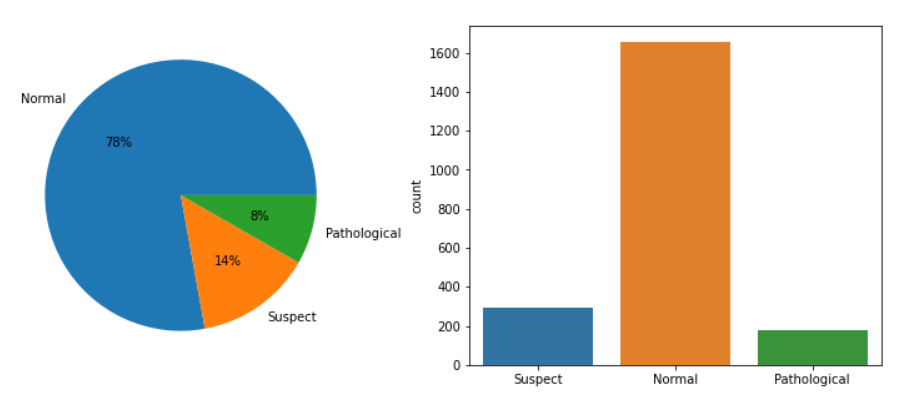 Normal
78%
8%
Pathological
14%
Suspect
count
1600
1400
1200
1000
800
600
400
200
0
Suspect Normal Pathological